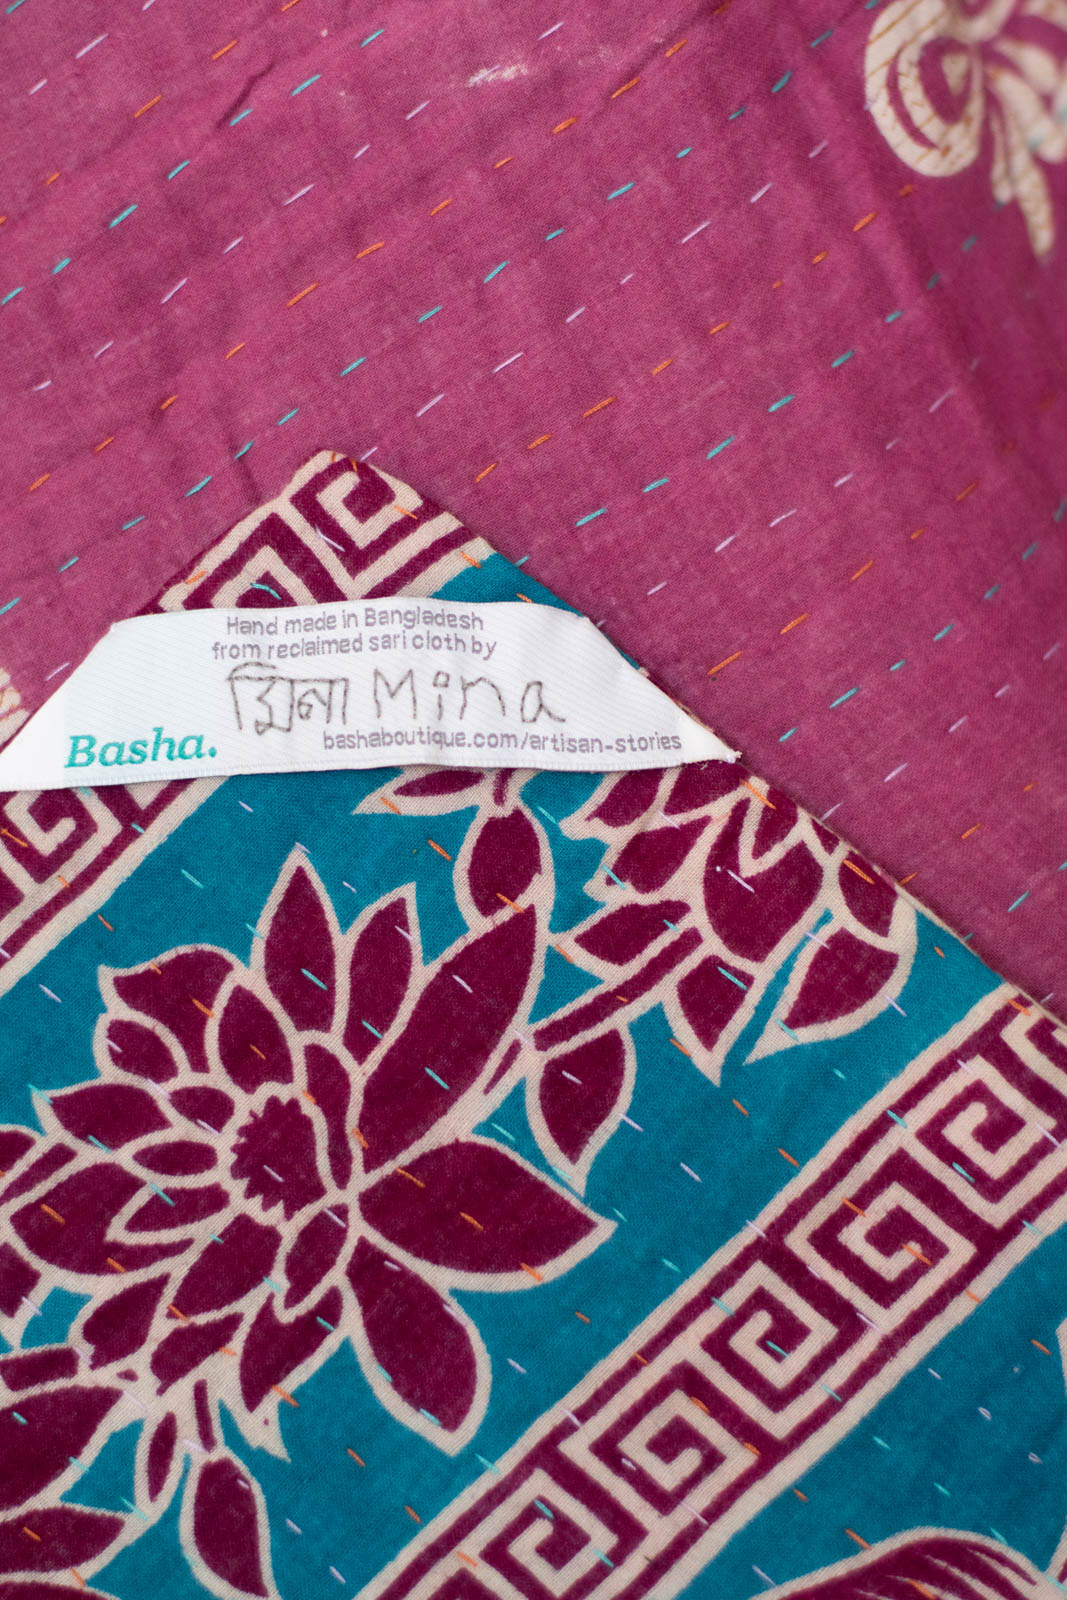 Hand made in Bangladesh
from reclaimed sari cloth by
মিনা Mina
Basha.
bashaboutique.com/artisan-stories